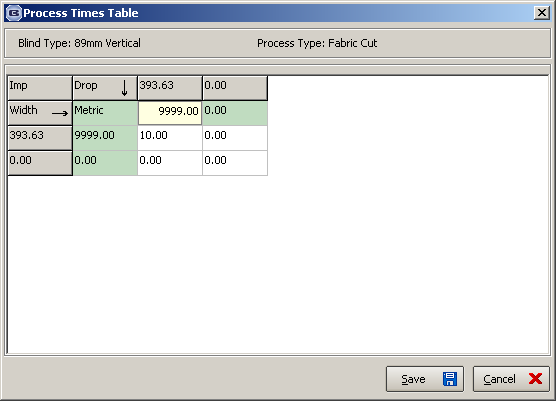 Process Times Table
Blind Type: 89mm Vertical Process Type: Fabric Cut
Imp Drop 393.63 0.00
Width Metric 9999.00 0.00
393.63 9999.00 10.00 0.00
0.00 0.00 0.00 0.00
Save Cancel